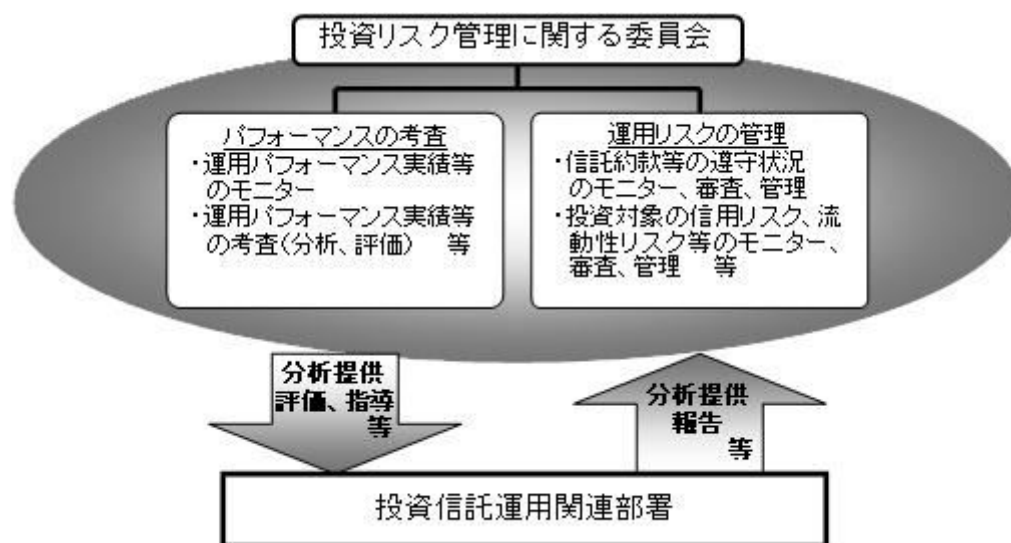 投資リスク管理に関する委員会
パフォーマンスの考査
・運用パフォーマンス実績等
のモニター
・運用パフォーマンス実績等
の考査(分析、評価) 等
運用リスクの管理
・信託約款等の遵守状況
のモニター、審査、管理
・投資対象の信用リスク、流
動性リスク等のモニター、
審査、管理 等
分析提供
評価、指導
等
分析提供
報告
等
投資信託運用関連部署